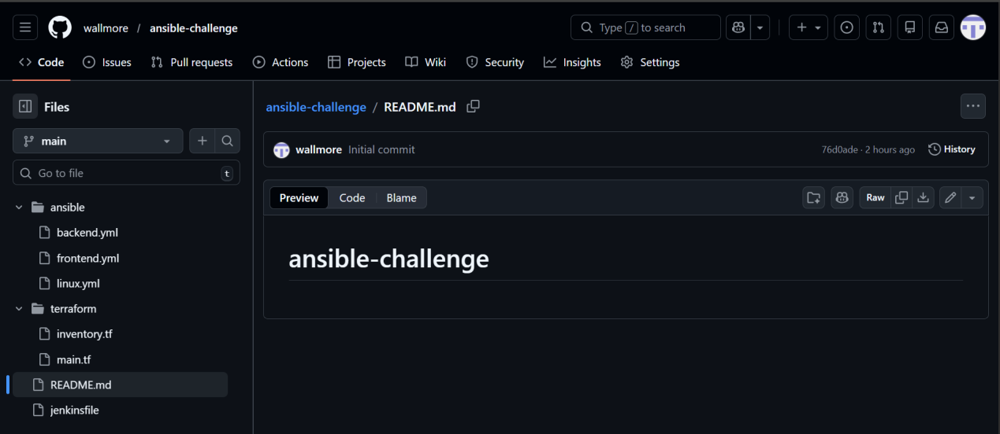 wallmore / ansible-challenge
Type / to search
Code Issues Pull requests Actions Projects Wiki Security Insights Settings
Files
main
Go to file t
ansible
backend.yml
frontend.yml
linux.yml
terraform
inventory.tf
main.tf
README.md
jenkinsfile
ansible-challenge / README.md
wallmore Initial commit 76d0ade · 2 hours ago History
Preview Code Blame Raw
ansible-challenge